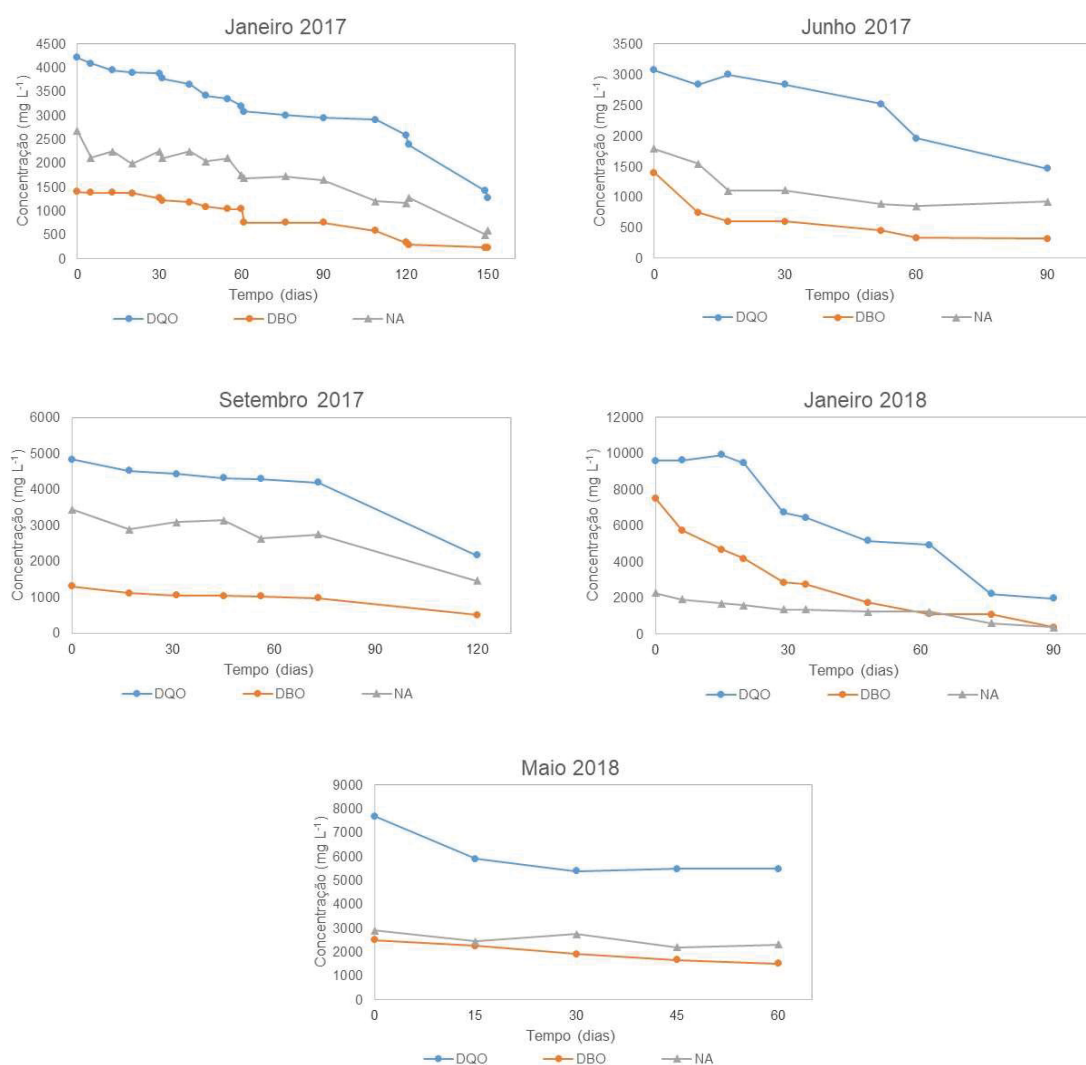 Janeiro 2017
Concentração (mg L⁻¹)
4500
4000
3500
3000
2500
2000
1500
1000
500
0
0 30 60 90 120 150
Tempo (dias)
DQO DBO NA
Junho 2017
Concentração (mg L⁻¹)
3500
3000
2500
2000
1500
1000
500
0
0 10 20 30 40 50 60 70 80 90
Tempo (dias)
DQO DBO NA
Setembro 2017
Concentração (mg L⁻¹)
6000
5000
4000
3000
2000
1000
0
0 30 60 90 120
Tempo (dias)
DQO DBO NA
Janeiro 2018
Concentração (mg L⁻¹)
12000
10000
8000
6000
4000
2000
0
0 30 60 90
Tempo (dias)
DQO DBO NA
Maio 2018
Concentração (mg L⁻¹)
9000
8000
7000
6000
5000
4000
3000
2000
1000
0
0 15 30 45 60
Tempo (dias)
DQO DBO NA